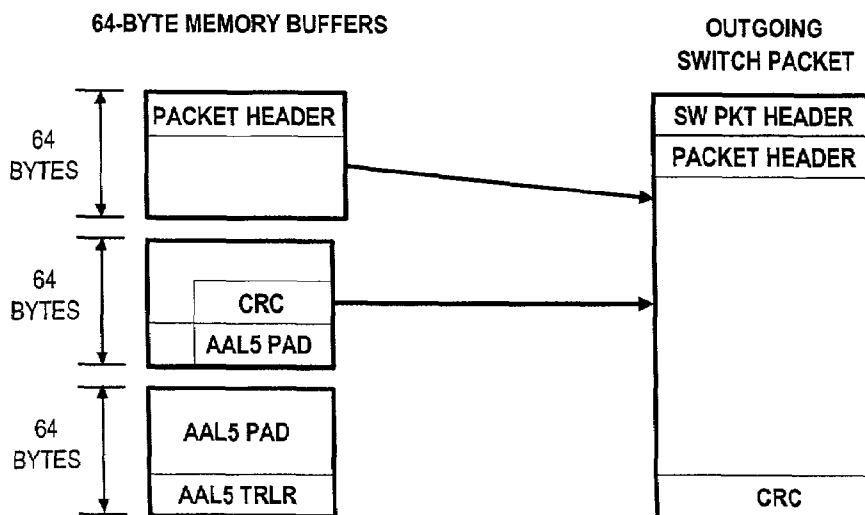 64-BYTE MEMORY BUFFERS
OUTGOING
SWITCH PACKET
64
BYTES
PACKET HEADER
SW PKT HEADER
PACKET HEADER
64
BYTES
CRC
AAL5 PAD
64
BYTES
AAL5 PAD
AAL5 TRLR
CRC